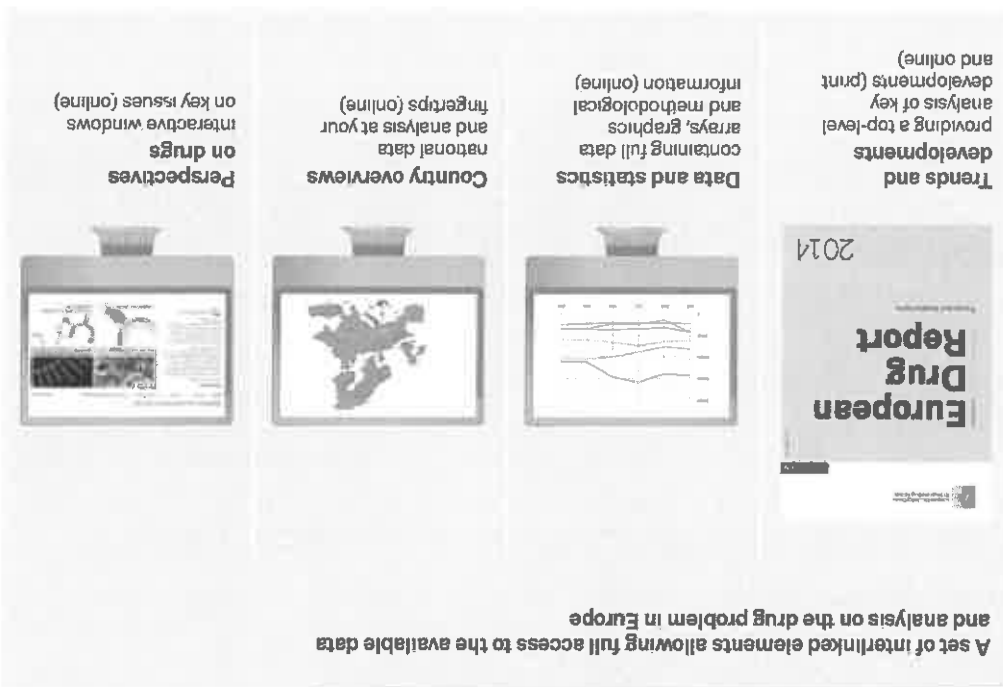 A set of interlinked elements allowing full access to the available data
and analysis on the drug problem in Europe
European
Drug
Report
2014
Trends and
developments
providing a top-level
analysis of key
developments (print
and online)
Data and statistics
containing full data
arrays, graphics
and methodological
information (online)
Country overviews
national data
and analysis at your
fingertips (online)
Perspectives
on drugs
interactive windows
on key issues (online)